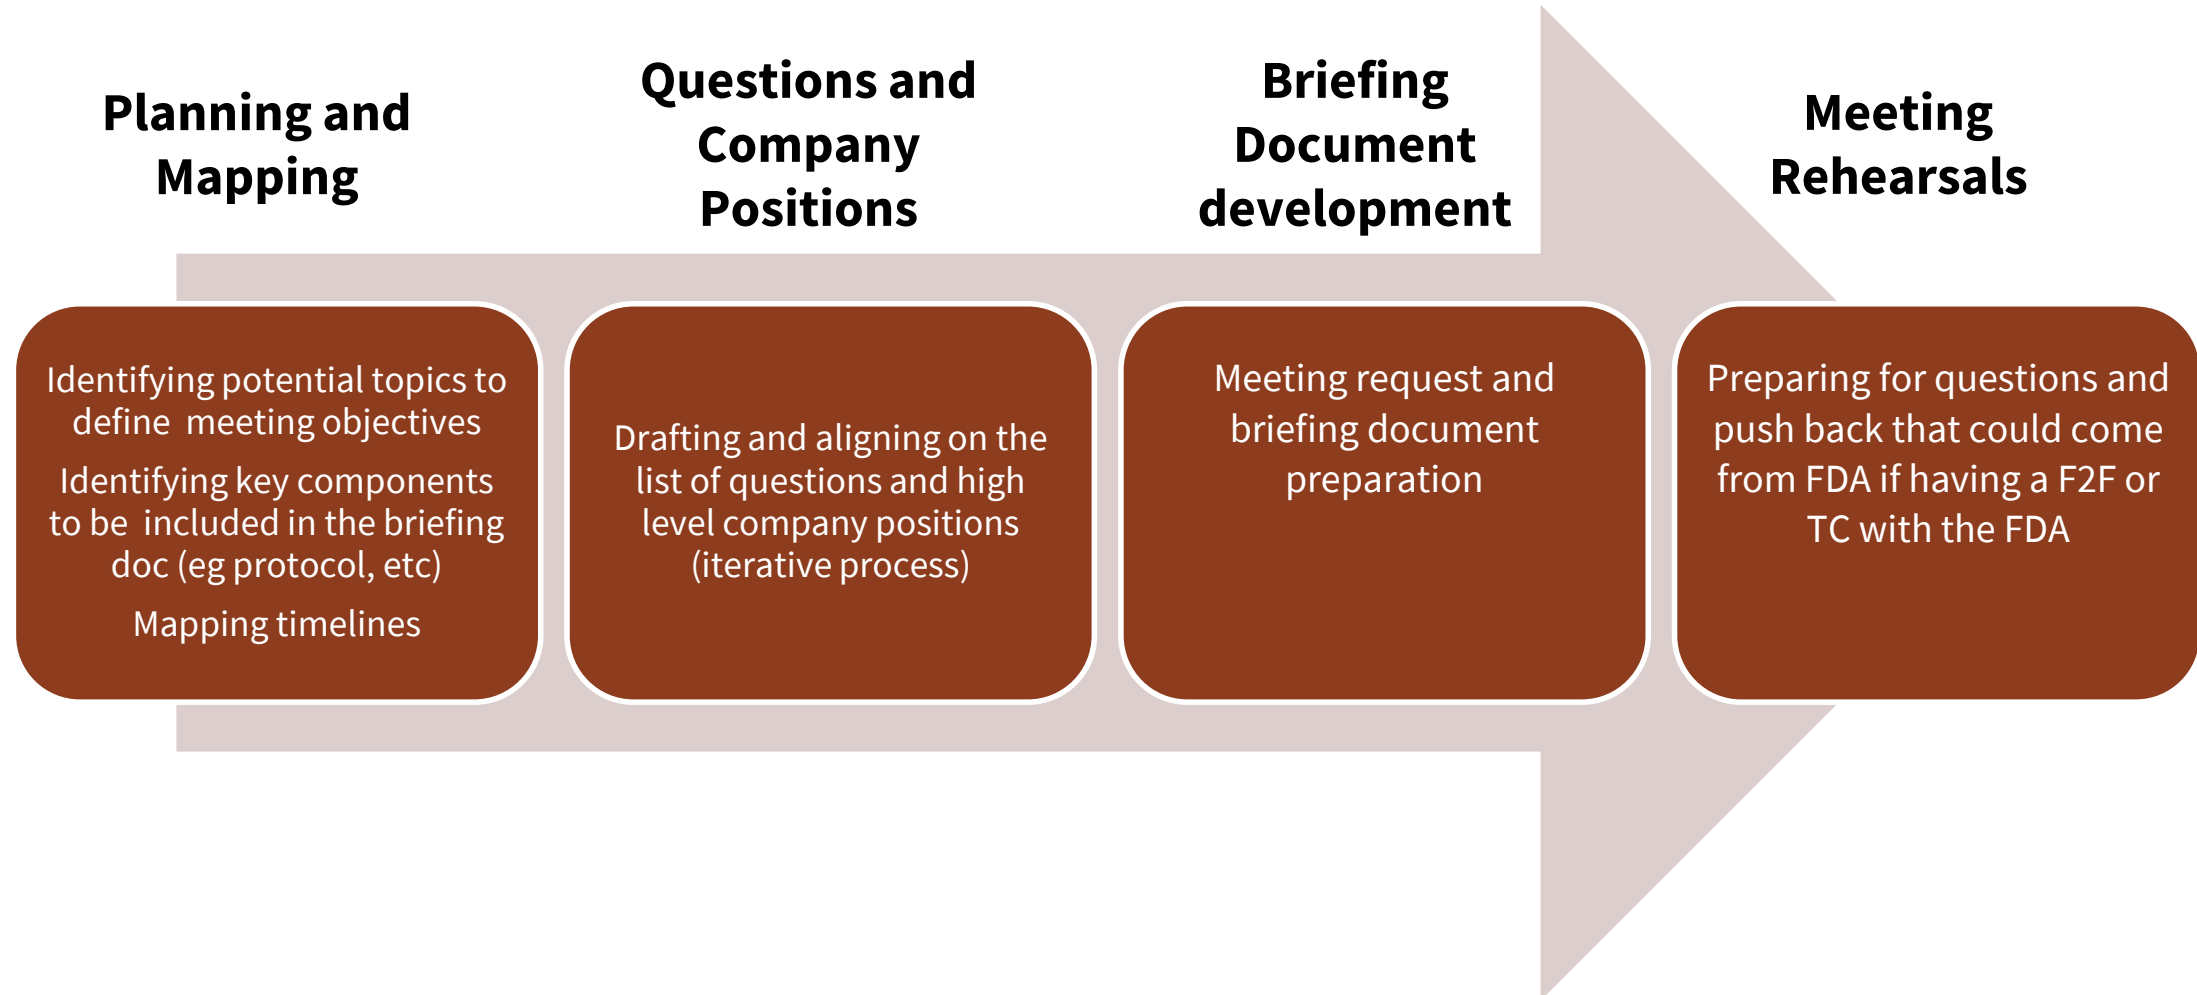 Planning and
Mapping
Questions and
Company
Positions
Briefing
Document
development
Meeting
Rehearsals
Identifying potential topics to
define  meeting objectives
Identifying key components
to be  included in the briefing
doc (eg protocol, etc)
Mapping timelines
Drafting and aligning on the
list of questions and high
level company positions
(iterative process)
Meeting request and
briefing document
preparation
Preparing for questions and
push back that could come
from FDA if having a F2F or
TC with the FDA